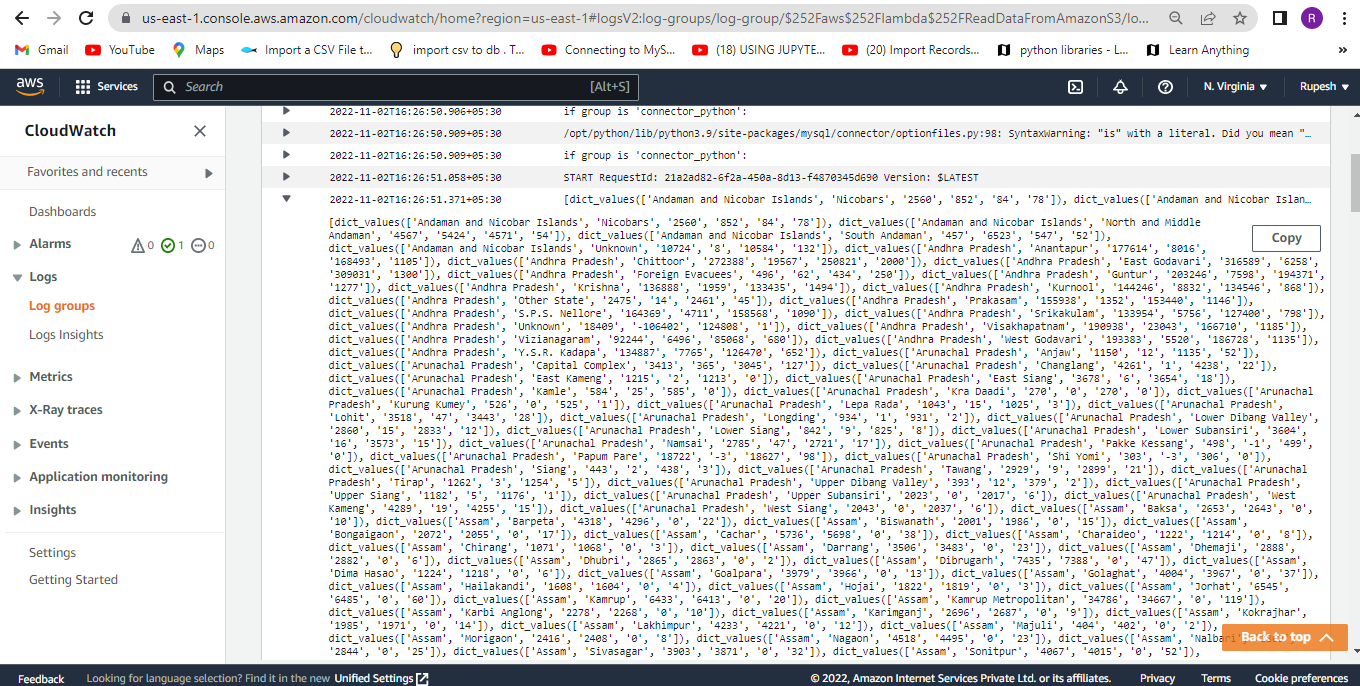 us-east-1.console.aws.amazon.com/cloudwatch/home?region=us-east-1#logsV2:log-groups/log-group/$252Faws$252Flambda$252FReadDataFromAmazonS3/lo...
R
Gmail
YouTube
Maps
Import a CSV File t...
import csv to db . T...
Connecting to MyS...
(18) USING JUPYTE...
(20) Import Records...
python libraries - L...
Learn Anything
»
aws
Services
Search
[Alt+S]
N. Virginia
Rupesh
CloudWatch
Favorites and recents
Dashboards
Alarms 0 1 0
Logs
Log groups
Logs Insights
Metrics
X-Ray traces
Events
Application monitoring
Insights
Settings
Getting Started
2022-11-02T16:26:50.906+05:30 if group is 'connector_python':
2022-11-02T16:26:50.909+05:30 /opt/python/lib/python3.9/site-packages/mysql/connector/optionfiles.py:98: SyntaxWarning: "is" with a literal. Did you mean "…
2022-11-02T16:26:50.909+05:30 if group is 'connector_python':
2022-11-02T16:26:51.058+05:30 START RequestId: 21a2ad82-6f2a-450a-8d13-f4870345d690 Version: $LATEST
2022-11-02T16:26:51.371+05:30 [dict_values(['Andaman and Nicobar Islands', 'Nicobars', '2560', '852', '84', '78']), dict_values(['Andaman and Nicobar Islan…
[dict_values(['Andaman and Nicobar Islands', 'Nicobars', '2560', '852', '84', '78']), dict_values(['Andaman and Nicobar Islands', 'North and Middle
Andaman', '4567', '5424', '4571', '54']), dict_values(['Andaman and Nicobar Islands', 'South Andaman', '457', '6523', '547', '52']),
dict_values(['Andaman and Nicobar Islands', 'Unknown', '10724', '8', '10584', '132']), dict_values(['Andhra Pradesh', 'Anantapur', '177614', '8016',
'168493', '1105']), dict_values(['Andhra Pradesh', 'Chittoor', '272388', '19567', '250821', '2000']), dict_values(['Andhra Pradesh', 'East Godavari', '316589', '6258',
'309031', '1300']), dict_values(['Andhra Pradesh', 'Foreign Evacuees', '496', '62', '434', '250']), dict_values(['Andhra Pradesh', 'Guntur', '203246', '7598', '194371',
'1277']), dict_values(['Andhra Pradesh', 'Krishna', '136888', '1959', '133435', '1494']), dict_values(['Andhra Pradesh', 'Kurnool', '144246', '8832', '134546', '868']),
dict_values(['Andhra Pradesh', 'Other State', '2475', '14', '2461', '45']), dict_values(['Andhra Pradesh', 'Prakasam', '155938', '1352', '153440', '1146']),
dict_values(['Andhra Pradesh', 'S.P.S. Nellore', '164369', '4711', '158568', '1090']), dict_values(['Andhra Pradesh', 'Srikakulam', '133954', '5756', '127400', '798']),
dict_values(['Andhra Pradesh', 'Unknown', '18409', '-106402', '124808', '1']), dict_values(['Andhra Pradesh', 'Visakhapatnam', '190938', '23043', '166710', '1185']),
dict_values(['Andhra Pradesh', 'Vizianagaram', '92244', '6496', '85068', '680']), dict_values(['Andhra Pradesh', 'West Godavari', '193383', '5520', '186728', '1135']),
dict_values(['Andhra Pradesh', 'Y.S.R. Kadapa', '134887', '7765', '126470', '652']), dict_values(['Arunachal Pradesh', 'Anjaw', '1150', '12', '1135', '52']),
dict_values(['Arunachal Pradesh', 'Capital Complex', '3413', '365', '3045', '127']), dict_values(['Arunachal Pradesh', 'Changlang', '4261', '1', '4238', '22']),
dict_values(['Arunachal Pradesh', 'East Kameng', '1215', '2', '1213', '0']), dict_values(['Arunachal Pradesh', 'East Siang', '3678', '6', '3654', '18']),
dict_values(['Arunachal Pradesh', 'Kamle', '584', '25', '585', '0']), dict_values(['Arunachal Pradesh', 'Kra Daadi', '270', '0', '270', '0']), dict_values(['Arunachal
Pradesh', 'Kurung Kumey', '526', '0', '525', '1']), dict_values(['Arunachal Pradesh', 'Lepa Rada', '1043', '15', '1025', '3']), dict_values(['Arunachal Pradesh',
'Lohit', '3518', '47', '3443', '28']), dict_values(['Arunachal Pradesh', 'Longding', '934', '1', '931', '2']), dict_values(['Arunachal Pradesh', 'Lower Dibang Valley',
'2860', '15', '2833', '12']), dict_values(['Arunachal Pradesh', 'Lower Siang', '842', '9', '825', '8']), dict_values(['Arunachal Pradesh', 'Lower Subansiri', '3604',
'16', '3573', '15']), dict_values(['Arunachal Pradesh', 'Namsai', '2785', '47', '2721', '17']), dict_values(['Arunachal Pradesh', 'Pakke Kessang', '498', '-1', '499',
'0']), dict_values(['Arunachal Pradesh', 'Papum Pare', '18722', '-3', '18627', '98']), dict_values(['Arunachal Pradesh', 'Shi Yomi', '303', '-3', '306', '0']),
dict_values(['Arunachal Pradesh', 'Siang', '443', '2', '438', '3']), dict_values(['Arunachal Pradesh', 'Tawang', '2929', '9', '2899', '21']), dict_values(['Arunachal
Pradesh', 'Tirap', '1262', '3', '1254', '5']), dict_values(['Arunachal Pradesh', 'Upper Dibang Valley', '393', '12', '379', '2']), dict_values(['Arunachal Pradesh',
'Upper Siang', '1182', '5', '1176', '1']), dict_values(['Arunachal Pradesh', 'Upper Subansiri', '2023', '0', '2017', '6']), dict_values(['Arunachal Pradesh', 'West
Kameng', '4289', '19', '4255', '15']), dict_values(['Arunachal Pradesh', 'West Siang', '2043', '0', '2037', '6']), dict_values(['Assam', 'Baksa', '2653', '2643', '0',
'10']), dict_values(['Assam', 'Barpeta', '4318', '4296', '0', '22']), dict_values(['Assam', 'Biswanath', '2001', '1986', '0', '15']), dict_values(['Assam',
'Bongaigaon', '2072', '2055', '0', '17']), dict_values(['Assam', 'Cachar', '5736', '5698', '0', '38']), dict_values(['Assam', 'Charaideo', '1222', '1214', '0', '8']),
dict_values(['Assam', 'Chirang', '1071', '1068', '0', '3']), dict_values(['Assam', 'Darrang', '3506', '3483', '0', '23']), dict_values(['Assam', 'Dhemaji', '2888',
'2882', '0', '6']), dict_values(['Assam', 'Dhubri', '2865', '2863', '0', '2']), dict_values(['Assam', 'Dibrugarh', '7435', '7388', '0', '47']), dict_values(['Assam',
'Dima Hasao', '1224', '1218', '0', '6']), dict_values(['Assam', 'Goalpara', '3979', '3966', '0', '13']), dict_values(['Assam', 'Golaghat', '4004', '3967', '0', '37']),
dict_values(['Assam', 'Hailakandi', '1608', '1604', '0', '4']), dict_values(['Assam', 'Hojai', '1822', '1819', '0', '3']), dict_values(['Assam', 'Jorhat', '6545',
'6485', '0', '60']), dict_values(['Assam', 'Kamrup', '6433', '6413', '0', '20']), dict_values(['Assam', 'Kamrup Metropolitan', '34786', '34667', '0', '119']),
dict_values(['Assam', 'Karbi Anglong', '2278', '2268', '0', '10']), dict_values(['Assam', 'Karimganj', '2696', '2687', '0', '9']), dict_values(['Assam', 'Kokrajhar',
'1985', '1971', '0', '14']), dict_values(['Assam', 'Lakhimpur', '4233', '4221', '0', '12']), dict_values(['Assam', 'Majuli', '404', '402', '0', '2']),
dict_values(['Assam', 'Morigaon', '2416', '2408', '0', '8']), dict_values(['Assam', 'Nagaon', '4518', '4495', '0', '23']), dict_values(['Assam', 'Nalbari
'2844', '0', '25']), dict_values(['Assam', 'Sivasagar', '3903', '3871', '0', '32']), dict_values(['Assam', 'Sonitpur', '4067', '4015', '0', '52']),
Copy
Back to top
Feedback
Looking for language selection? Find it in the new Unified Settings
© 2022, Amazon Internet Services Private Ltd. or its affiliates.
Privacy
Terms
Cookie preferences